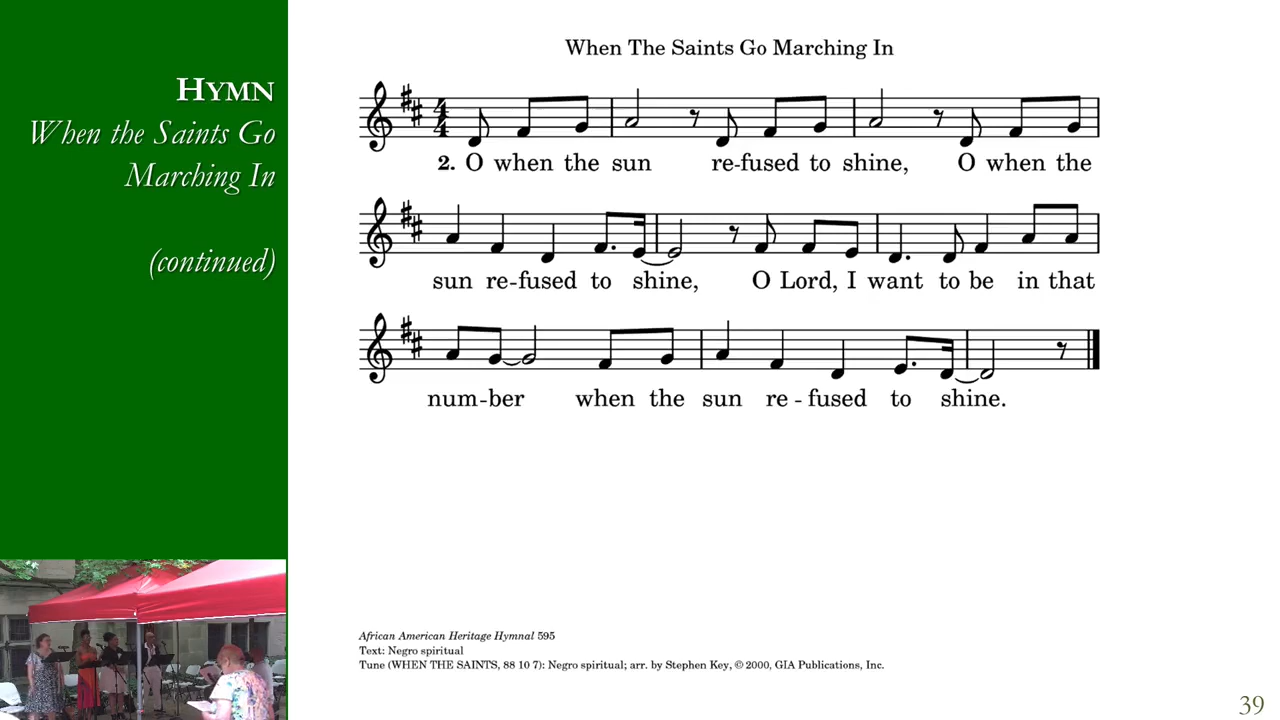 HYMN
When the Saints Go
Marching In
(continued)
When The Saints Go Marching In
2. O when the sun re-fused to shine, O when the
sun re-fused to shine, O Lord, I want to be in that
num-ber when the sun re-fused to shine.
African American Heritage Hymnal 595
Text: Negro spiritual
Tune (WHEN THE SAINTS, 88 10 7): Negro spiritual; arr. by Stephen Key, © 2000, GIA Publications, Inc.
39